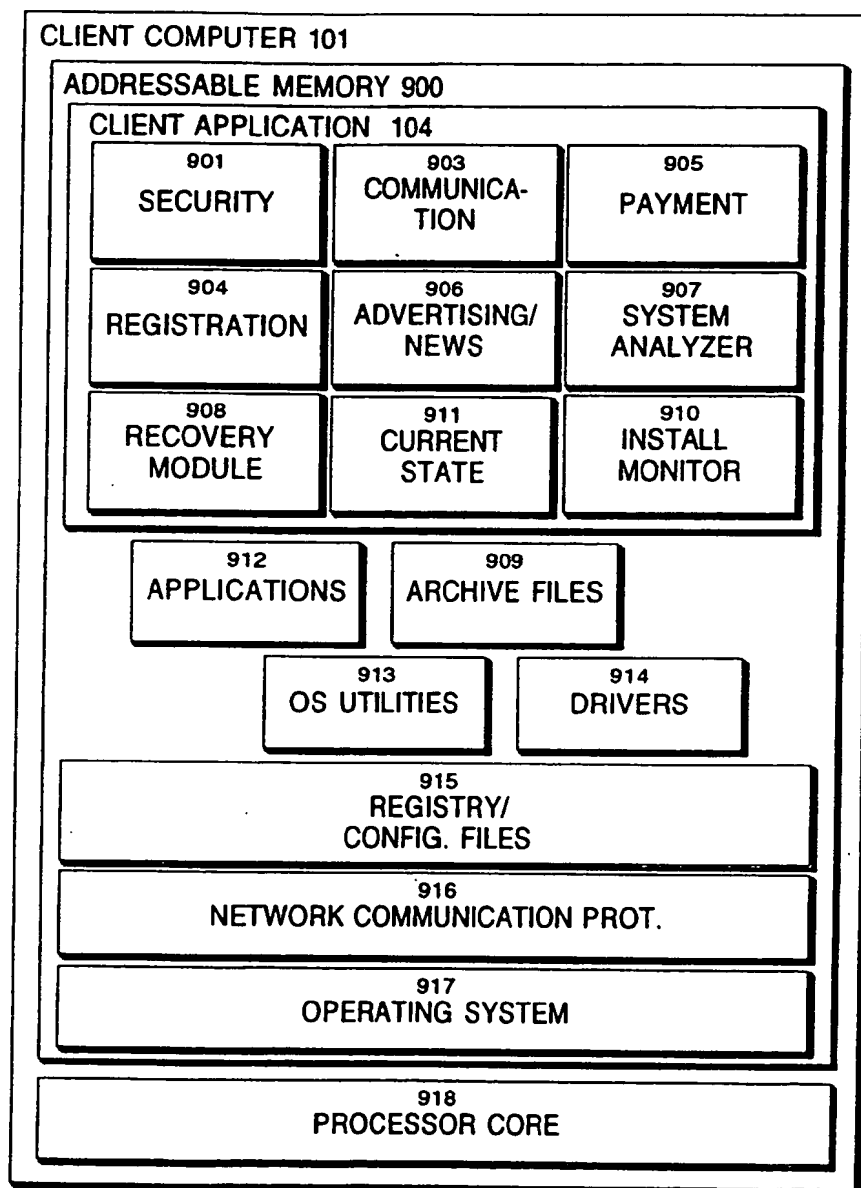 CLIENT COMPUTER 101
ADDRESSABLE MEMORY 900
CLIENT APPLICATION 104
901
SECURITY
903
COMMUNICA-
TION
905
PAYMENT
904
REGISTRATION
906
ADVERTISING/
NEWS
907
SYSTEM
ANALYZER
908
RECOVERY
MODULE
911
CURRENT
STATE
910
INSTALL
MONITOR
912
APPLICATIONS
909
ARCHIVE FILES
913
OS UTILITIES
914
DRIVERS
915
REGISTRY/
CONFIG. FILES
916
NETWORK COMMUNICATION PROT.
917
OPERATING SYSTEM
918
PROCESSOR CORE